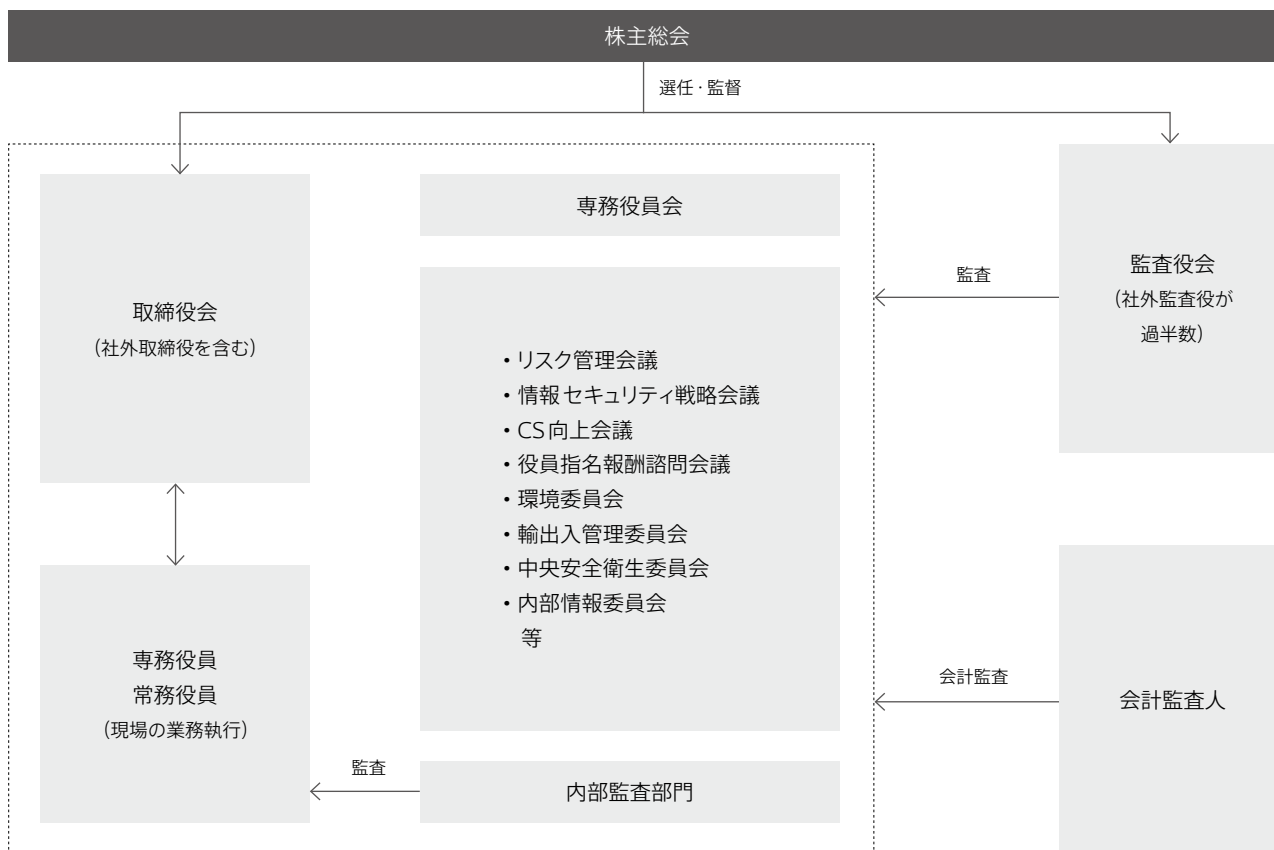 株主総会
選任・監督
取締役会
（社外取締役を含む）
専務役員会
・リスク管理会議
・情報セキュリティ戦略会議
・CS向上会議
・役員指名報酬諮問会議
・環境委員会
・輸出入管理委員会
・中央安全衛生委員会
・内部情報委員会
等
監査
監査役会
（社外監査役が
過半数）
専務役員
常務役員
（現場の業務執行）
監査
内部監査部門
会計監査
会計監査人